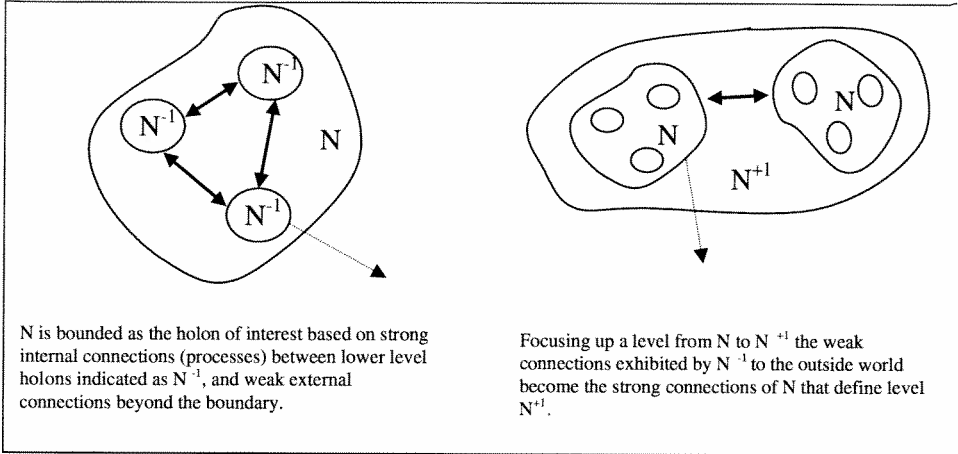 N⁻¹
N⁻¹
N
N⁻¹
N
N
N⁺¹
N is bounded as the holon of interest based on strong
internal connections (processes) between lower level
holons indicated as N ⁻¹, and weak external
connections beyond the boundary.
Focusing up a level from N to N ⁺¹ the weak
connections exhibited by N ⁻¹ to the outside world
become the strong connections of N that define level
N⁺¹.